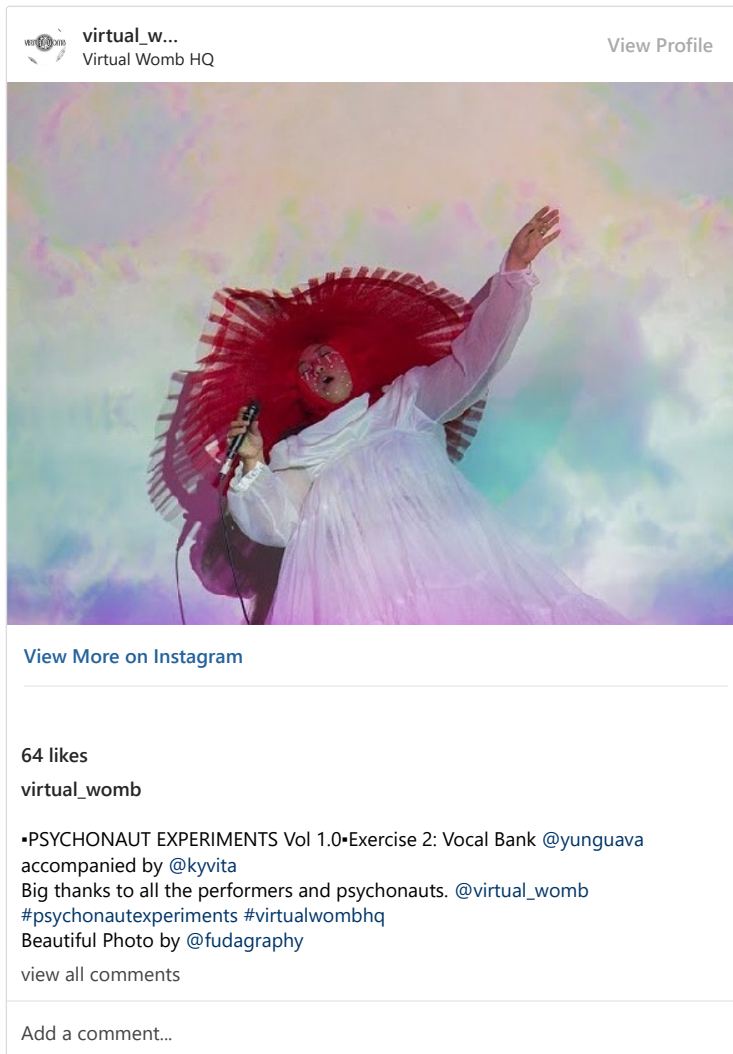 virtual_w...
Virtual Womb HQ
View Profile
View More on Instagram
64 likes
virtual_womb
▪PSYCHONAUT EXPERIMENTS Vol 1.0▪Exercise 2: Vocal Bank @yunguava
accompanied by @kyvita
Big thanks to all the performers and psychonauts. @virtual_womb
#psychonautexperiments #virtualwombhq
Beautiful Photo by @fudagraphy
view all comments
Add a comment...